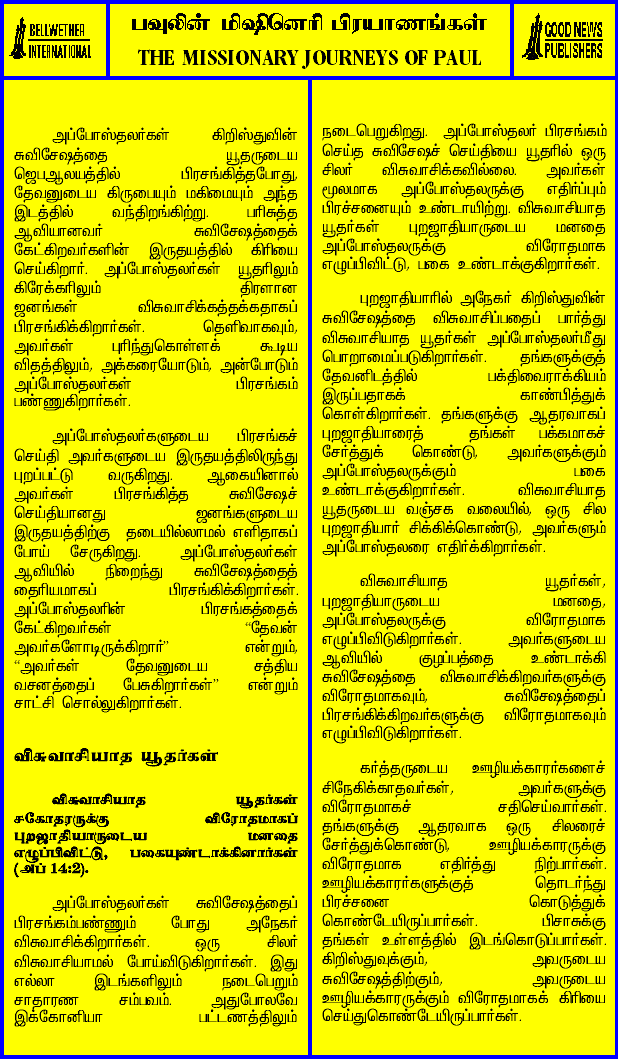 BELLWETHER
INTERNATIONAL
பவுலின் மிஷினெரி பிரயாணங்கள்
THE MISSIONARY JOURNEYS OF PAUL
GOOD NEWS
PUBLISHERS
அப்போஸ்தலர்கள் கிறிஸ்துவின்
சுவிசேஷத்தை யூதருடைய
ஜெபஆலயத்தில் பிரசங்கித்தபோது,
தேவனுடைய கிருபையும் மகிமையும் அந்த
இடத்தில் வந்திறங்கிற்று. பரிசுத்த
ஆவியானவர் சுவிசேஷத்தைக்
கேட்கிறவர்களின் இருதயத்தில் கிரியை
செய்கிறார். அப்போஸ்தலர்கள் யூதரிலும்
கிரேக்கரிலும் திரளான
ஜனங்கள் விசுவாசிக்கத்தக்கதாகப்
பிரசங்கிக்கிறார்கள். தெளிவாகவும்,
அவர்கள் புரிந்துகொள்ளக் கூடிய
விதத்திலும், அக்கரையோடும், அன்போடும்
அப்போஸ்தலர்கள் பிரசங்கம்
பண்ணுகிறார்கள்.
அப்போஸ்தலர்களுடைய பிரசங்கச்
செய்தி அவர்களுடைய இருதயத்திலிருந்து
புறப்பட்டு வருகிறது. ஆகையினால்
அவர்கள் பிரசங்கித்த சுவிசேஷச்
செய்தியானது ஜனங்களுடைய
இருதயத்திற்கு தடையில்லாமல் எளிதாகப்
போய் சேருகிறது. அப்போஸ்தலர்கள்
ஆவியில் நிறைந்து சுவிசேஷத்தைத்
தைரியமாகப் பிரசங்கிக்கிறார்கள்.
அப்போஸ்தலரின் பிரசங்கத்தைக்
கேட்கிறவர்கள் “தேவன்
அவர்களோடிருக்கிறார்” என்றும்,
“அவர்கள் தேவனுடைய சத்திய
வசனத்தைப் பேசுகிறார்கள்” என்றும்
சாட்சி சொல்லுகிறார்கள்.
விசுவாசியாத யூதர்கள்
விசுவாசியாத யூதர்கள்
சகோதரருக்கு விரோதமாகப்
புறஜாதியாருடைய மனதை
எழுப்பிவிட்டு, பகையுண்டாக்கினார்கள்
(அப் 14:2).
அப்போஸ்தலர்கள் சுவிசேஷத்தைப்
பிரசங்கம்பண்ணும் போது அநேகர்
விசுவாசிக்கிறார்கள். ஒரு சிலர்
விசுவாசியாமல் போய்விடுகிறார்கள். இது
எல்லா இடங்களிலும் நடைபெறும்
சாதாரண சம்பவம். அதுபோலவே
இக்கோனியா பட்டணத்திலும்
நடைபெறுகிறது. அப்போஸ்தலர் பிரசங்கம்
செய்த சுவிசேஷச் செய்தியை யூதரில் ஒரு
சிலர் விசுவாசிக்கவில்லை. அவர்கள்
மூலமாக அப்போஸ்தலருக்கு எதிர்ப்பும்
பிரச்சனையும் உண்டாயிற்று. விசுவாசியாத
யூதர்கள் புறஜாதியாருடைய மனதை
அப்போஸ்தலருக்கு விரோதமாக
எழுப்பிவிட்டு, பகை உண்டாக்குகிறார்கள்.
புறஜாதியாரில் அநேகர் கிறிஸ்துவின்
சுவிசேஷத்தை விசுவாசிப்பதைப் பார்த்து
விசுவாசியாத யூதர்கள் அப்போஸ்தலர்மீது
பொறாமைப்படுகிறார்கள். தங்களுக்குத்
தேவனிடத்தில் பக்திவைராக்கியம்
இருப்பதாகக் காண்பித்துக்
கொள்கிறார்கள். தங்களுக்கு ஆதரவாகப்
புறஜாதியாரைத் தங்கள் பக்கமாகச்
சேர்த்துக் கொண்டு, அவர்களுக்கும்
அப்போஸ்தலருக்கும் பகை
உண்டாக்குகிறார்கள். விசுவாசியாத
யூதருடைய வஞ்சக வலையில், ஒரு சில
புறஜாதியார் சிக்கிக்கொண்டு, அவர்களும்
அப்போஸ்தலரை எதிர்க்கிறார்கள்.
விசுவாசியாத யூதர்கள்,
புறஜாதியாருடைய மனதை,
அப்போஸ்தலருக்கு விரோதமாக
எழுப்பிவிடுகிறார்கள். அவர்களுடைய
ஆவியில் குழப்பத்தை உண்டாக்கி
சுவிசேஷத்தை விசுவாசிக்கிறவர்களுக்கு
விரோதமாகவும், சுவிசேஷத்தைப்
பிரசங்கிக்கிறவர்களுக்கு விரோதமாகவும்
எழுப்பிவிடுகிறார்கள்.
கர்த்தருடைய ஊழியக்காரர்களைச்
சிநேகிக்காதவர்கள், அவர்களுக்கு
விரோதமாகச் சதிசெய்வார்கள்.
தங்களுக்கு ஆதரவாக ஒரு சிலரைச்
சேர்த்துக்கொண்டு, ஊழியக்காரருக்கு
விரோதமாக எதிர்த்து நிற்பார்கள்.
ஊழியக்காரர்களுக்குத் தொடர்ந்து
பிரச்சனை கொடுத்துக்
கொண்டேயிருப்பார்கள். பிசாசுக்கு
தங்கள் உள்ளத்தில் இடங்கொடுப்பார்கள்.
கிறிஸ்துவுக்கும், அவருடைய
சுவிசேஷத்திற்கும், அவருடைய
ஊழியக்காரருக்கும் விரோதமாகக் கிரியை
செய்துகொண்டேயிருப்பார்கள்.